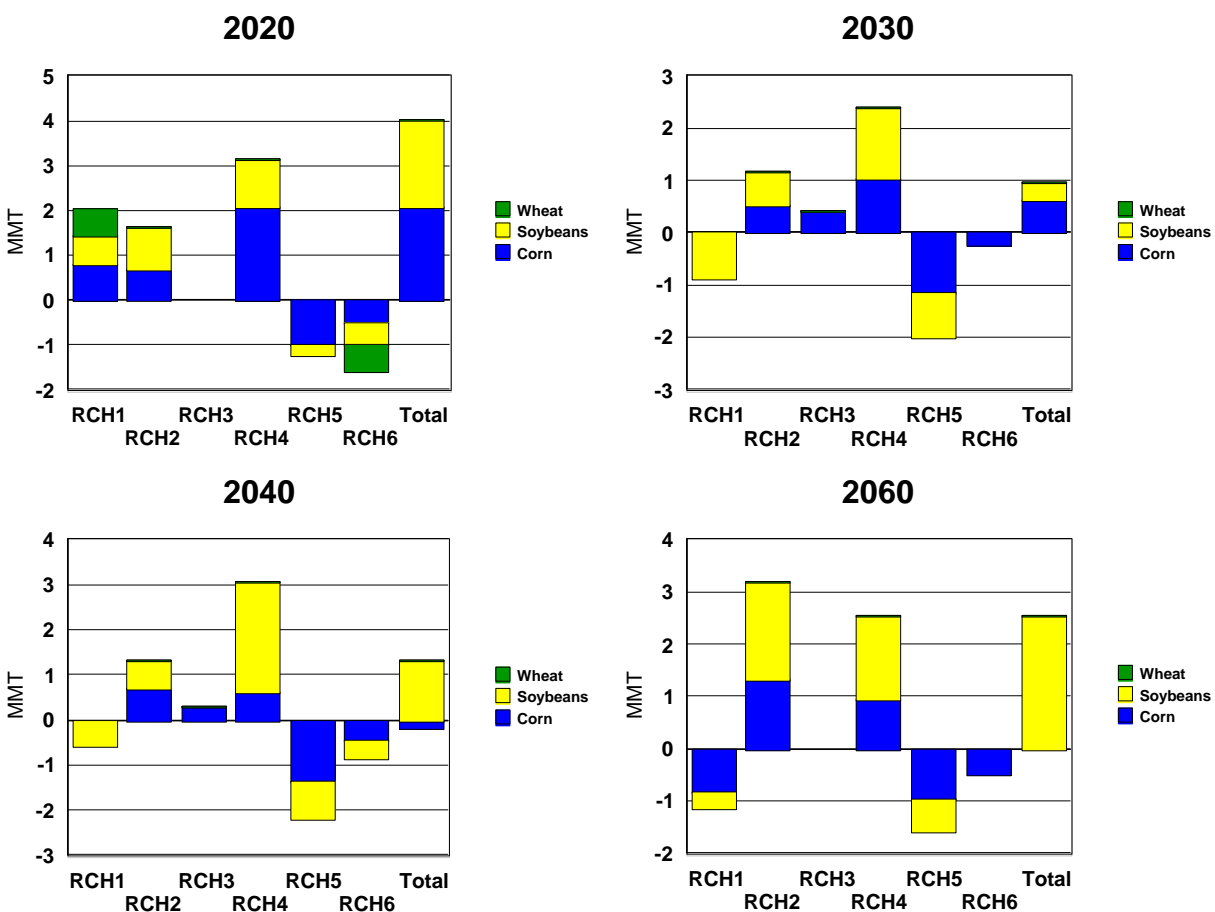 2020
5
4
3
2
1
0
-1
-2
MMT
RCH1 RCH3 RCH5 Total
RCH2 RCH4 RCH6
Wheat
Soybeans
Corn
2030
3
2
1
0
-1
-2
-3
MMT
RCH1 RCH3 RCH5 Total
RCH2 RCH4 RCH6
Wheat
Soybeans
Corn
2040
4
3
2
1
0
-1
-2
-3
MMT
RCH1 RCH3 RCH5 Total
RCH2 RCH4 RCH6
Wheat
Soybeans
Corn
2060
4
3
2
1
0
-1
-2
MMT
RCH1 RCH3 RCH5 Total
RCH2 RCH4 RCH6
Wheat
Soybeans
Corn